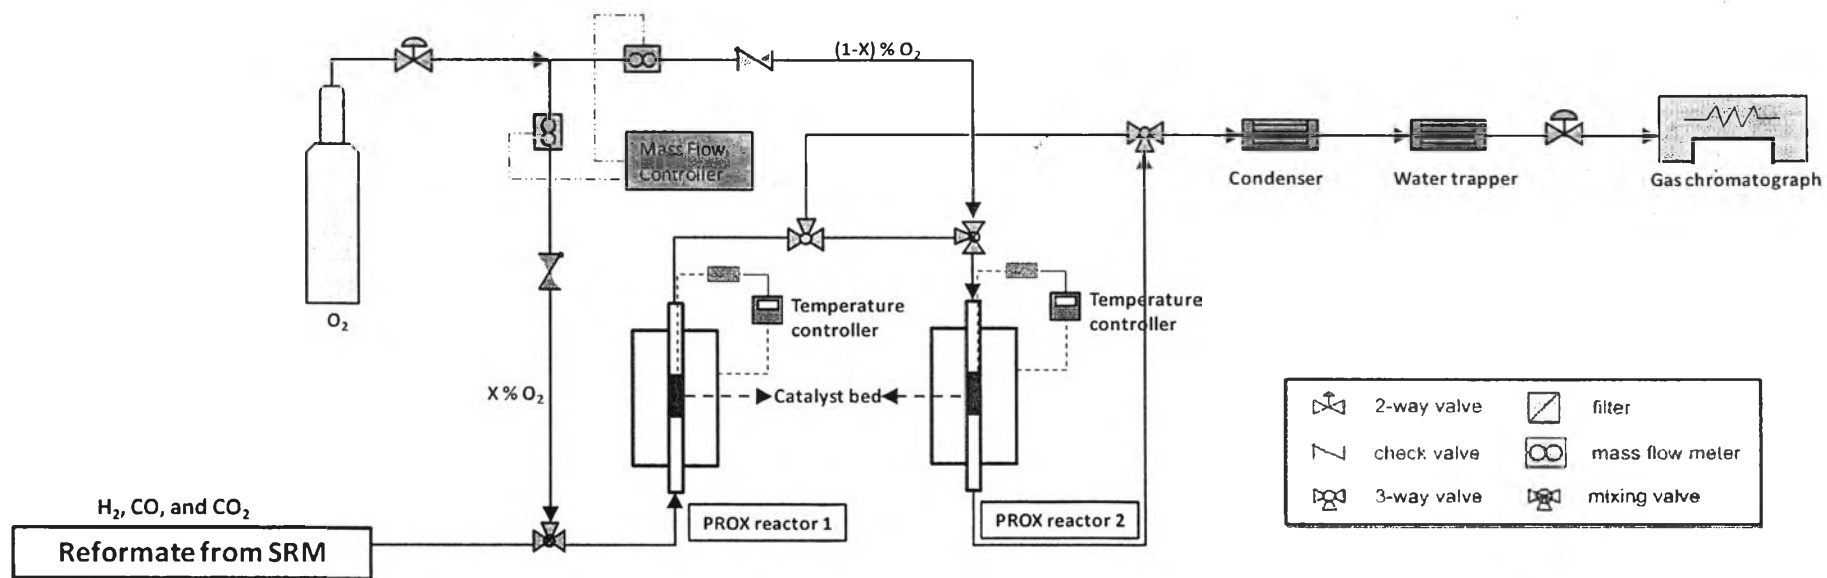 (1-X) % O₂
Mass Flow
Controller
Condenser
Water trapper
Gas chromatograph
O₂
Temperature
controller
Temperature
controller
X % O₂
Catalyst bed
2-way valve
filter
check valve
mass flow meter
3-way valve
mixing valve
H₂, CO, and CO₂
Reformate from SRM
PROX reactor 1
PROX reactor 2